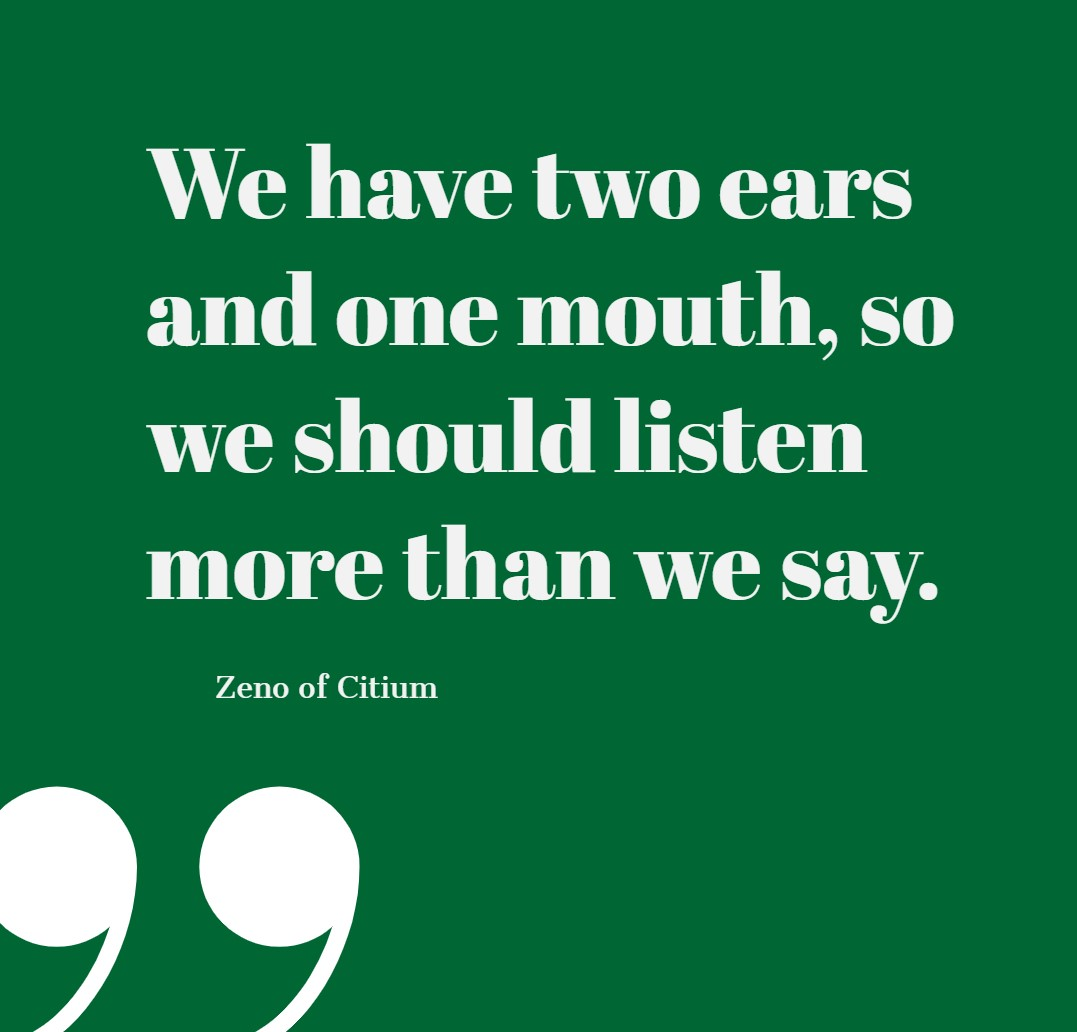 We have two ears
and one mouth, so
we should listen
more than we say.
Zeno of Citium
”